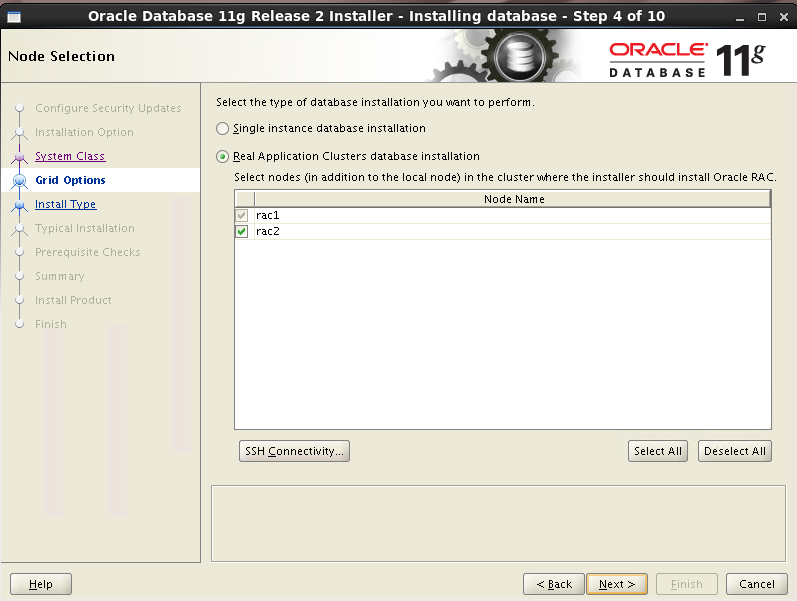 Oracle Database 11g Release 2 Installer - Installing database - Step 4 of 10
Node Selection
ORACLE
DATABASE
11g
Configure Security Updates
Installation Option
System Class
Grid Options
Install Type
Typical Installation
Prerequisite Checks
Summary
Install Product
Finish
Select the type of database installation you want to perform.
Single instance database installation
Real Application Clusters database installation
Select nodes (in addition to the local node) in the cluster where the installer should install Oracle RAC.
Node Name
rac1
rac2
SSH Connectivity...
Select All
Deselect All
Help
< Back
Next >
Finish
Cancel